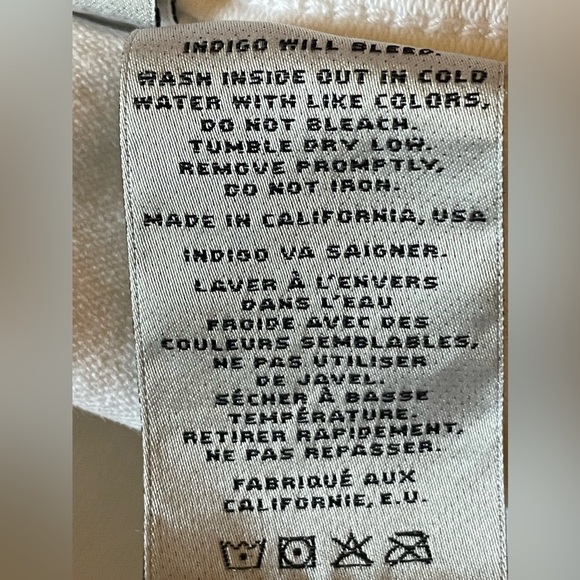 INDIGO WILL BLEED.
WASH INSIDE OUT IN COLD
WATER WITH LIKE COLORS,
DO NOT BLEACH.
TUMBLE DRY LOW.
REMOVE PROMPTLY,
DO NOT IRON.
MADE IN CALIFORNIA, USA
INDIGO VA SAIGNER.
LAVER À L'ENVERS
DANS L'EAU
FROIDE AVEC DES
COULEURS SEMBLABLES,
NE PAS UTILISER
DE JAVEL.
SÉCHER À BASSE
TEMPÉRATURE.
RETIRER RAPIDEMENT,
NE PAS REPASSER.
FABRIQUÉ AUX
CALIFORNIE, E.U.